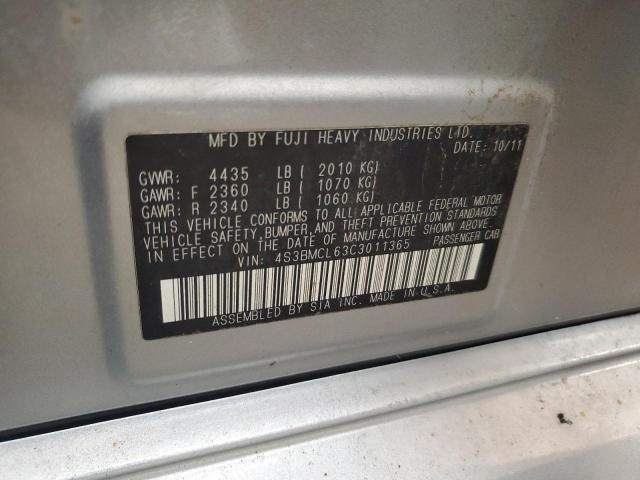 MFD BY FUJI HEAVY INDUSTRIES LTD.
DATE: 10/11
GVWR: 4435 LB ( 2010 KG)
GAWR: F 2360 LB ( 1070 KG)
GAWR: R 2340 LB ( 1060 KG)
THIS VEHICLE CONFORMS TO ALL APPLICABLE FEDERAL MOTOR
VEHICLE SAFETY, BUMPER, AND THEFT PREVENTION STANDARDS
IN EFFECT ON THE DATE OF MANUFACTURE SHOWN ABOVE.
VIN: 4S3BMCL63C3011365 PASSENGER CAR
ASSEMBLED BY SIA INC. MADE IN U.S.A.